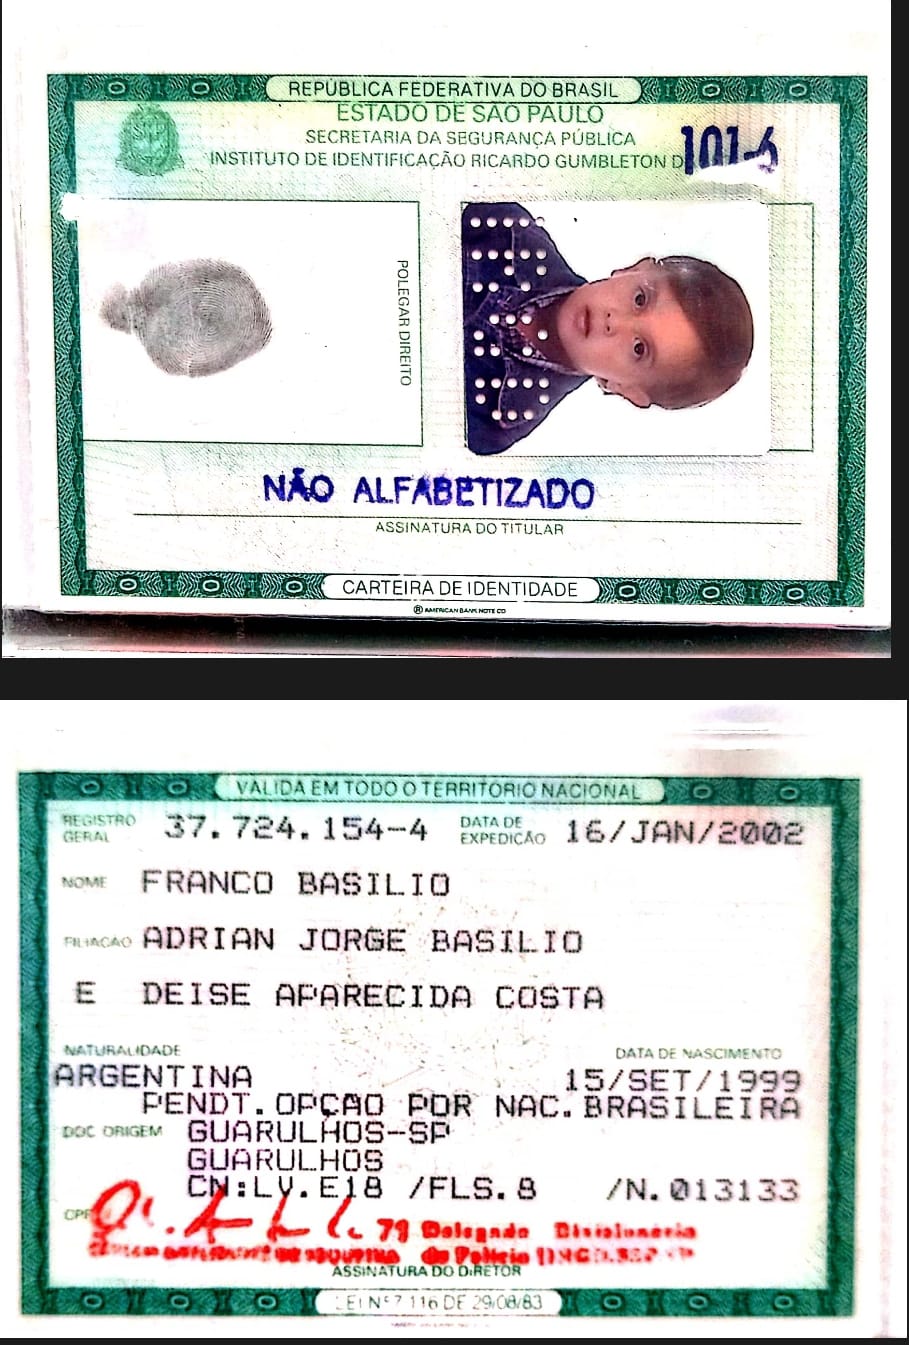 REPÚBLICA FEDERATIVA DO BRASIL
ESTADO DE SÃO PAULO
SECRETARIA DA SEGURANÇA PÚBLICA
INSTITUTO DE IDENTIFICAÇÃO RICARDO GUMBLETON D
101-6
POLEGAR DIREITO
NÃO ALFABETIZADO
ASSINATURA DO TITULAR
CARTEIRA DE IDENTIDADE
® AMERICAN BANK NOTE CO
VALIDA EM TODO O TERRITORIO NACIONAL
REGISTRO GERAL 37.724.154-4 DATA DE EXPEDIÇÃO 16/JAN/2002
NOME FRANCO BASILIO
FILIAÇÃO ADRIAN JORGE BASILIO
E DEISE APARECIDA COSTA
NATURALIDADE DATA DE NASCIMENTO
ARGENTINA 15/SET/1999
PENDT.OPÇAO POR NAC.BRASILEIRA
DOC ORIGEM GUARULHOS-SP
GUARULHOS
CN:LV.E18 /FLS.8 /N.013133
CPF
79 Delegado Divisionário
de Polícia
ASSINATURA DO DIRETOR
LEI Nº 7.116 DE 29/08/83